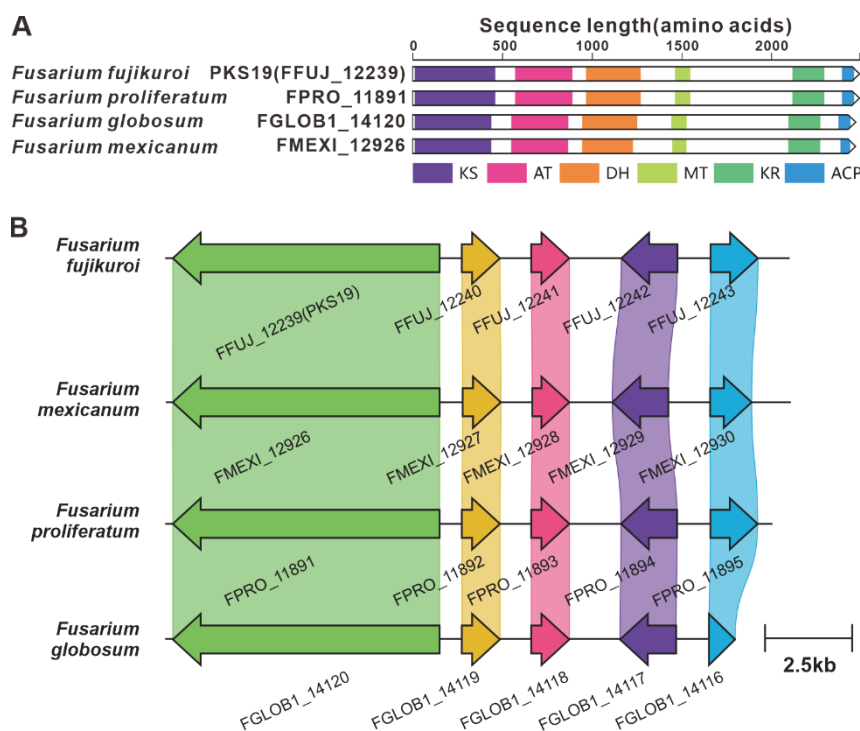 A
Sequence length(amino acids)
0 500 1000 1500 2000
Fusarium fujikuroi PKS19(FFUJ_12239)
Fusarium proliferatum FPRO_11891
Fusarium globosum FGLOB1_14120
Fusarium mexicanum FMEXI_12926
KS AT DH MT KR ACP
B
Fusarium
fujikuroi
FFUJ_12239(PKS19) FFUJ_12240 FFUJ_12241 FFUJ_12242 FFUJ_12243
Fusarium
mexicanum
FMEXI_12926 FMEXI_12927 FMEXI_12928 FMEXI_12929 FMEXI_12930
Fusarium
proliferatum
FPRO_11891 FPRO_11892 FPRO_11893 FPRO_11894 FPRO_11895
Fusarium
globosum
2.5kb
FGLOB1_14120 FGLOB1_14119 FGLOB1_14118 FGLOB1_14117 FGLOB1_14116